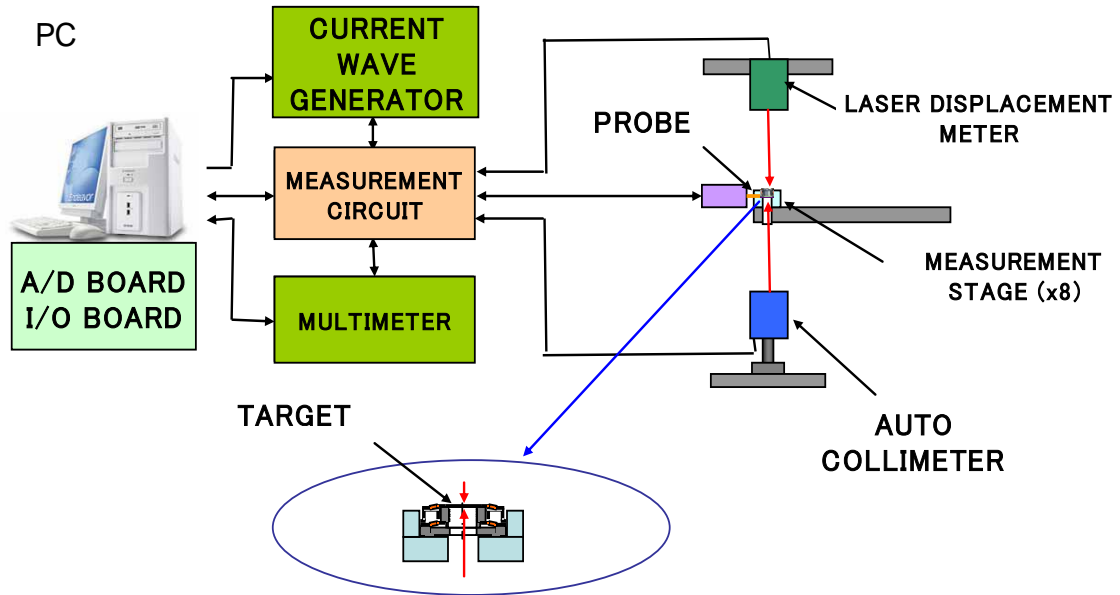 PC
CURRENT
WAVE
GENERATOR
LASER DISPLACEMENT
METER
PROBE
MEASUREMENT
CIRCUIT
A/D BOARD
I/O BOARD
MULTIMETER
MEASUREMENT
STAGE (x8)
TARGET
AUTO
COLLIMETER